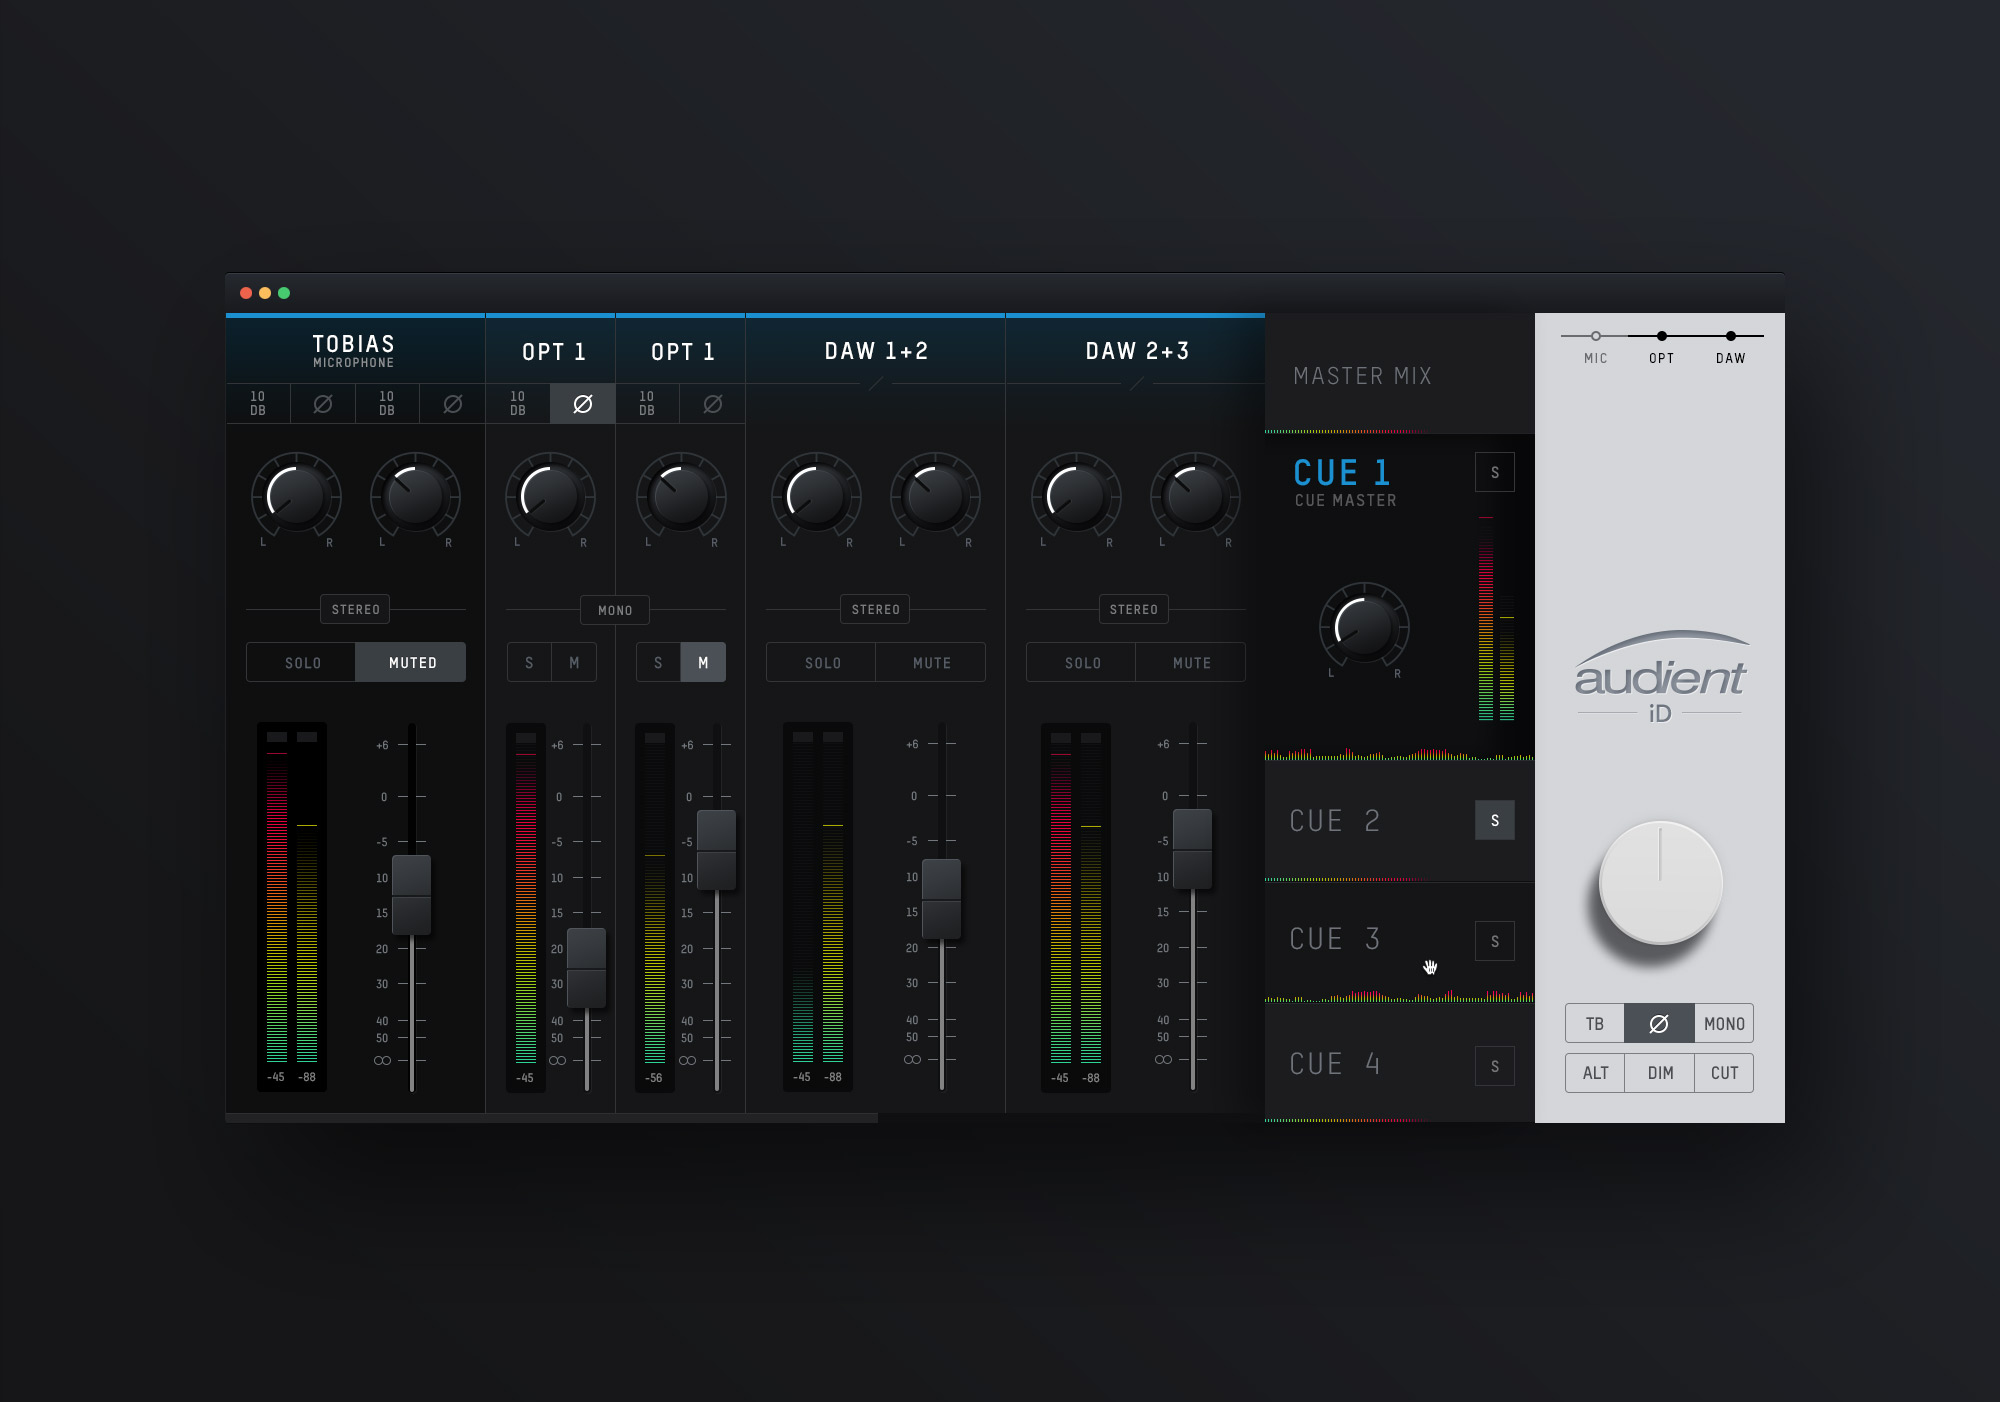 TOBIAS
MICROPHONE
OPT 1
OPT 1
DAW 1+2
DAW 2+3
10 DB
Ø
10 DB
Ø
10 DB
Ø
10 DB
Ø
L R
L R
L R
L R
L R
L R
L R
L R
STEREO
MONO
STEREO
STEREO
SOLO MUTED
S M
S M
SOLO MUTE
SOLO MUTE
+6
0
-5
10
15
20
30
40
50
∞
-45 -88
+6
0
-5
10
15
20
30
40
50
∞
-45
+6
0
-5
10
15
20
30
40
50
∞
-56
+6
0
-5
10
15
20
30
40
50
∞
-45 -88
+6
0
-5
10
15
20
30
40
50
∞
-45 -88
MASTER MIX
CUE 1
CUE MASTER
S
L R
CUE 2
S
CUE 3
S
CUE 4
S
MIC OPT DAW
audient
iD
TB Ø MONO
ALT DIM CUT